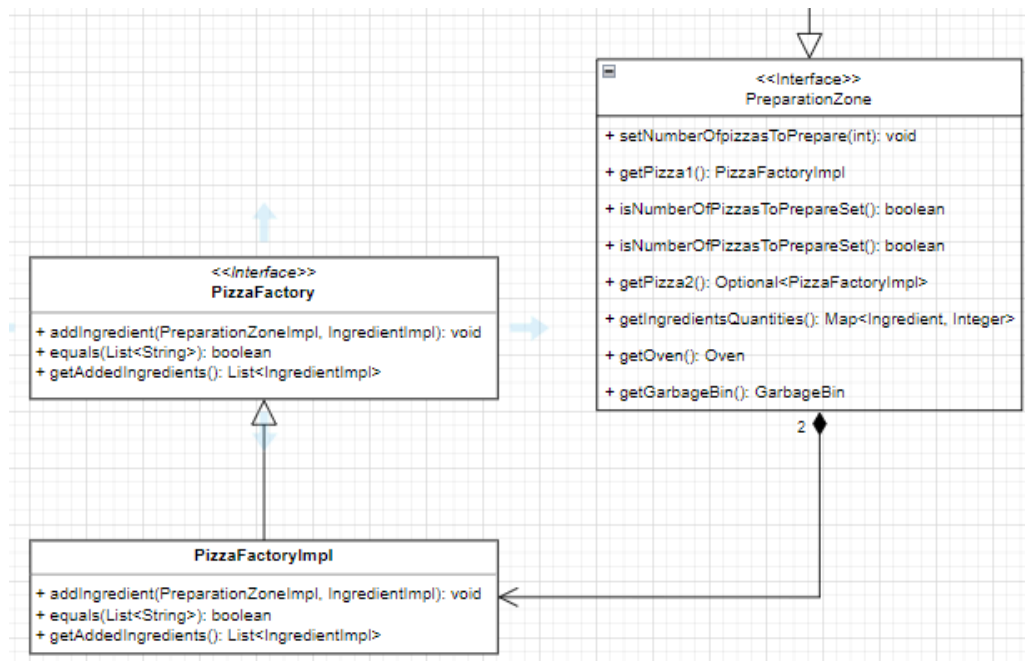 <<Interface>>
PreparationZone
+ setNumberOfpizzasToPrepare(int): void
+ getPizza1(): PizzaFactoryImpl
+ isNumberOfPizzasToPrepareSet(): boolean
+ isNumberOfPizzasToPrepareSet(): boolean
+ getPizza2(): Optional<PizzaFactoryImpl>
+ getIngredientsQuantities(): Map<Ingredient, Integer>
+ getOven(): Oven
+ getGarbageBin(): GarbageBin
2
<<Interface>>
PizzaFactory
+ addIngredient(PreparationZoneImpl, IngredientImpl): void
+ equals(List<String>): boolean
+ getAddedIngredients(): List<IngredientImpl>
PizzaFactoryImpl
+ addIngredient(PreparationZoneImpl, IngredientImpl): void
+ equals(List<String>): boolean
+ getAddedIngredients(): List<IngredientImpl>